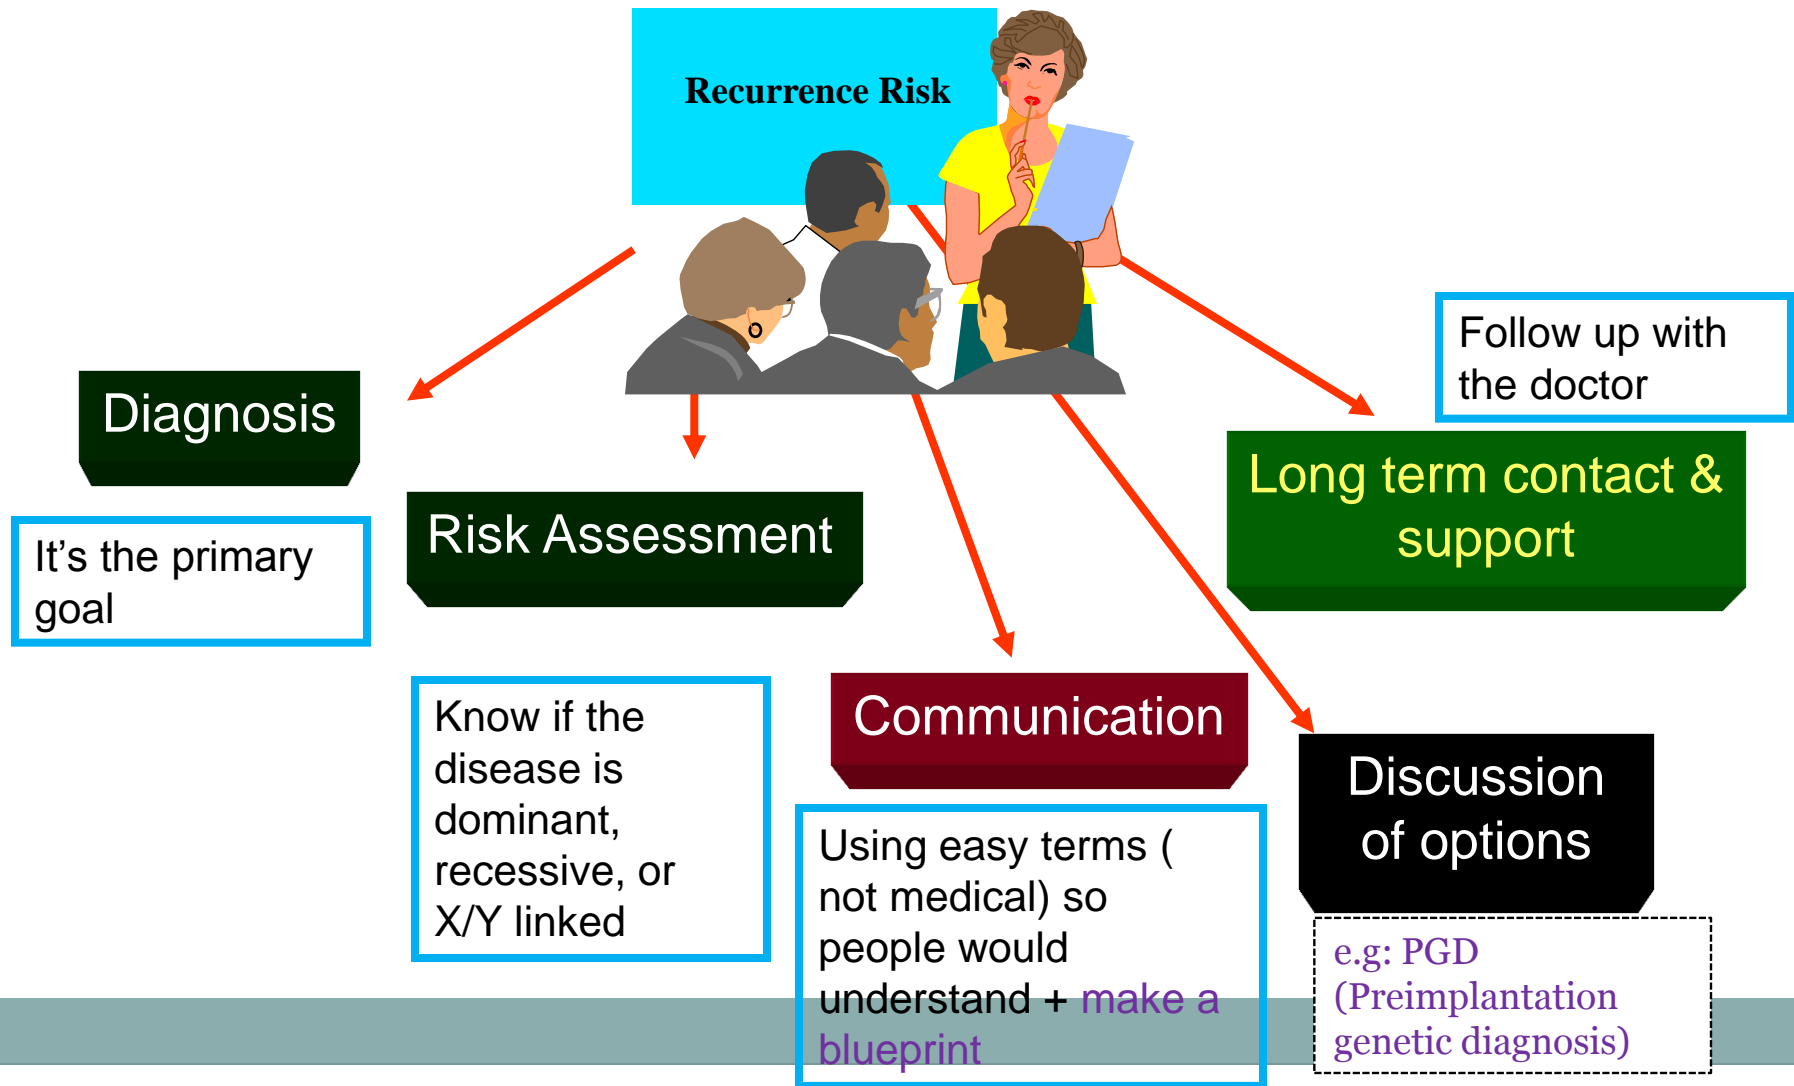 Recurrence Risk
Diagnosis
It’s the primary
goal
Risk Assessment
Know if the
disease is
dominant,
recessive, or
X/Y linked
Communication
Using easy terms (
not medical) so
people would
understand + make a
blueprint
Discussion
of options
e.g: PGD
(Preimplantation
genetic diagnosis)
Follow up with
the doctor
Long term contact &
support